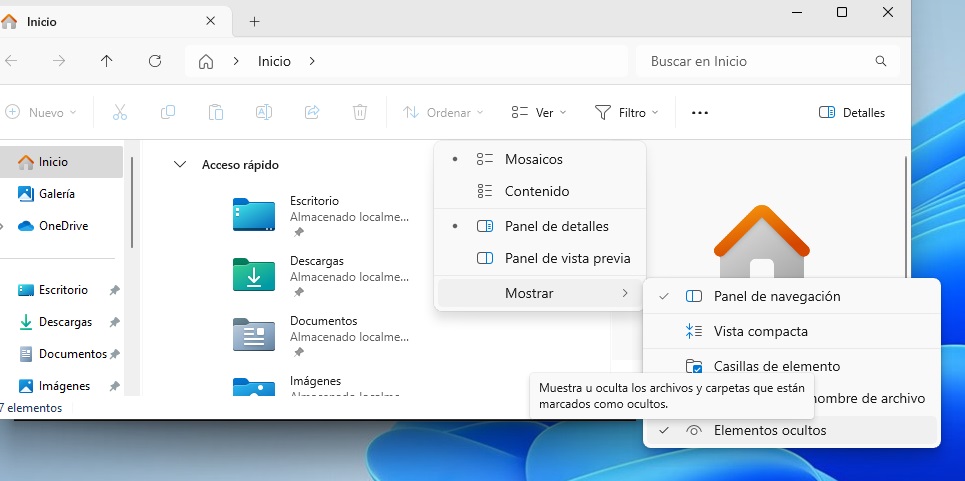 Inicio
Inicio
Buscar en Inicio
Nuevo
Ordenar
Ver
Filtro
Detalles
Inicio
Galería
OneDrive
Escritorio
Descargas
Documentos
Imágenes
7 elementos
Acceso rápido
Escritorio
Almacenado localme...
Descargas
Almacenado localme...
Documentos
Almacenado localme...
Imágenes
Almacenado localme...
Mosaicos
Contenido
Panel de detalles
Panel de vista previa
Mostrar
Panel de navegación
Vista compacta
Casillas de elemento
nombre de archivo
Elementos ocultos
Muestra u oculta los archivos y carpetas que están
marcados como ocultos.